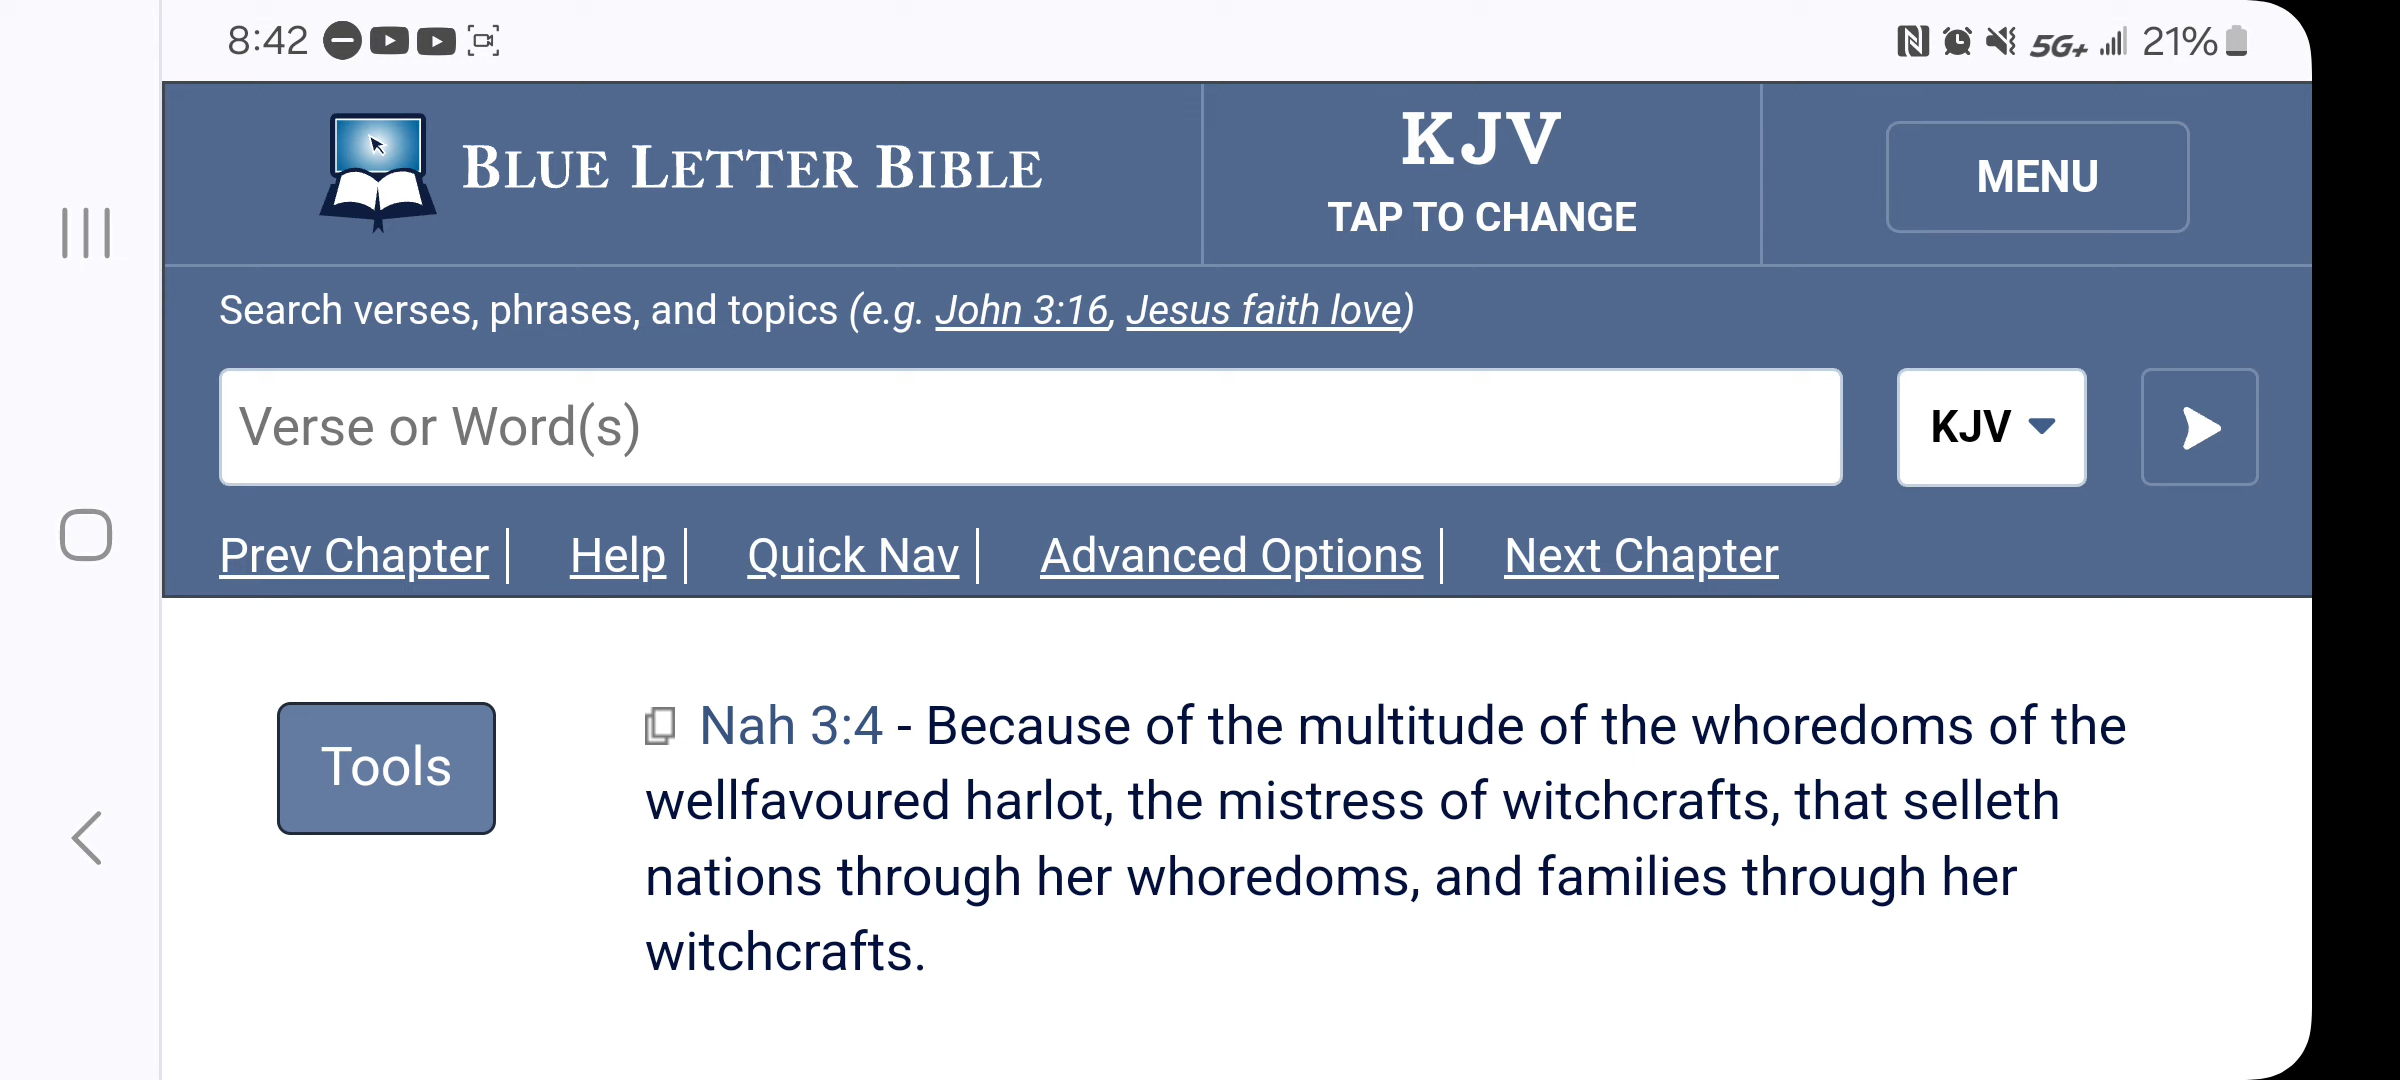 8:42
5G+ 21%
BLUE LETTER BIBLE
KJV
TAP TO CHANGE
MENU
Search verses, phrases, and topics (e.g. John 3:16, Jesus faith love)
Verse or Word(s)
KJV
Prev Chapter | Help | Quick Nav | Advanced Options | Next Chapter
Tools
Nah 3:4 - Because of the multitude of the whoredoms of the
wellfavoured harlot, the mistress of witchcrafts, that selleth
nations through her whoredoms, and families through her
witchcrafts.